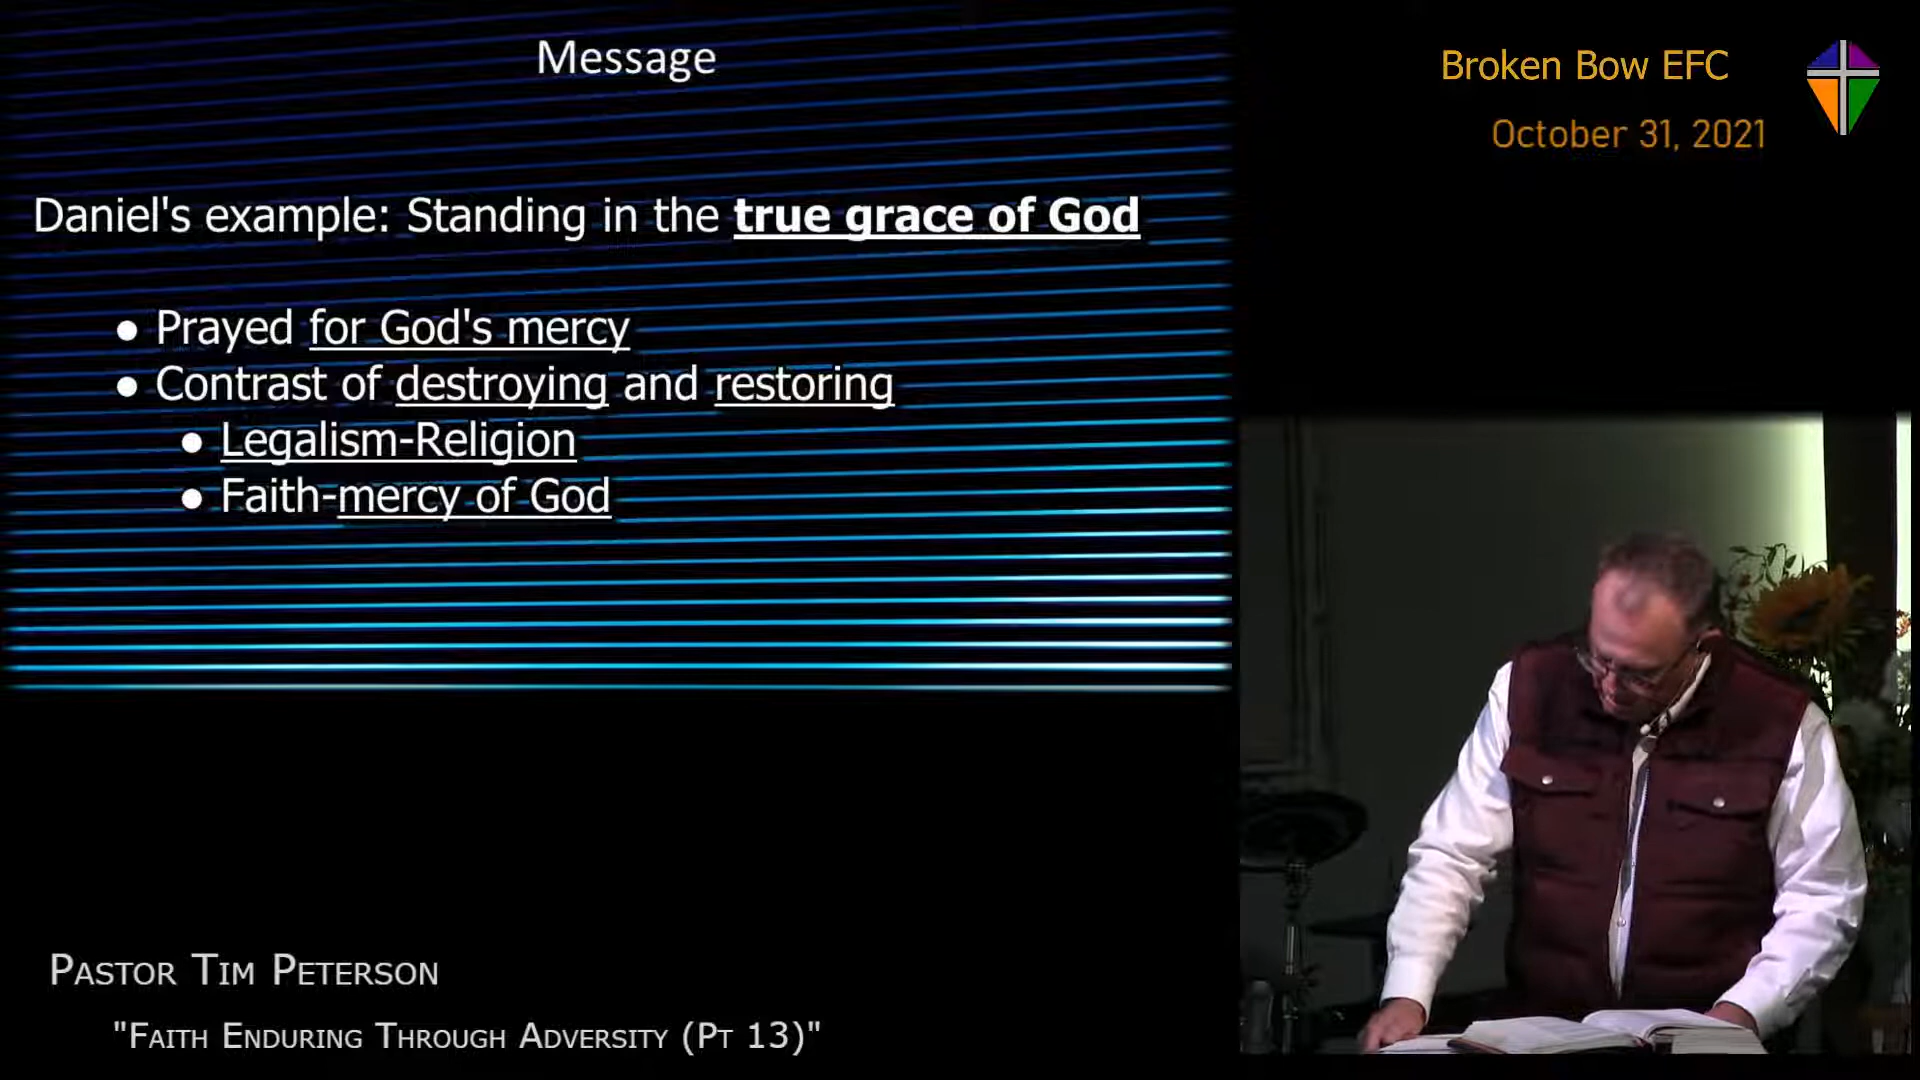 Message
Broken Bow EFC
October 31, 2021
Daniel's example: Standing in the true grace of God
● Prayed for God's mercy
● Contrast of destroying and restoring
● Legalism-Religion
● Faith-mercy of God
Pastor Tim Peterson
"Faith Enduring Through Adversity (Pt 13)"